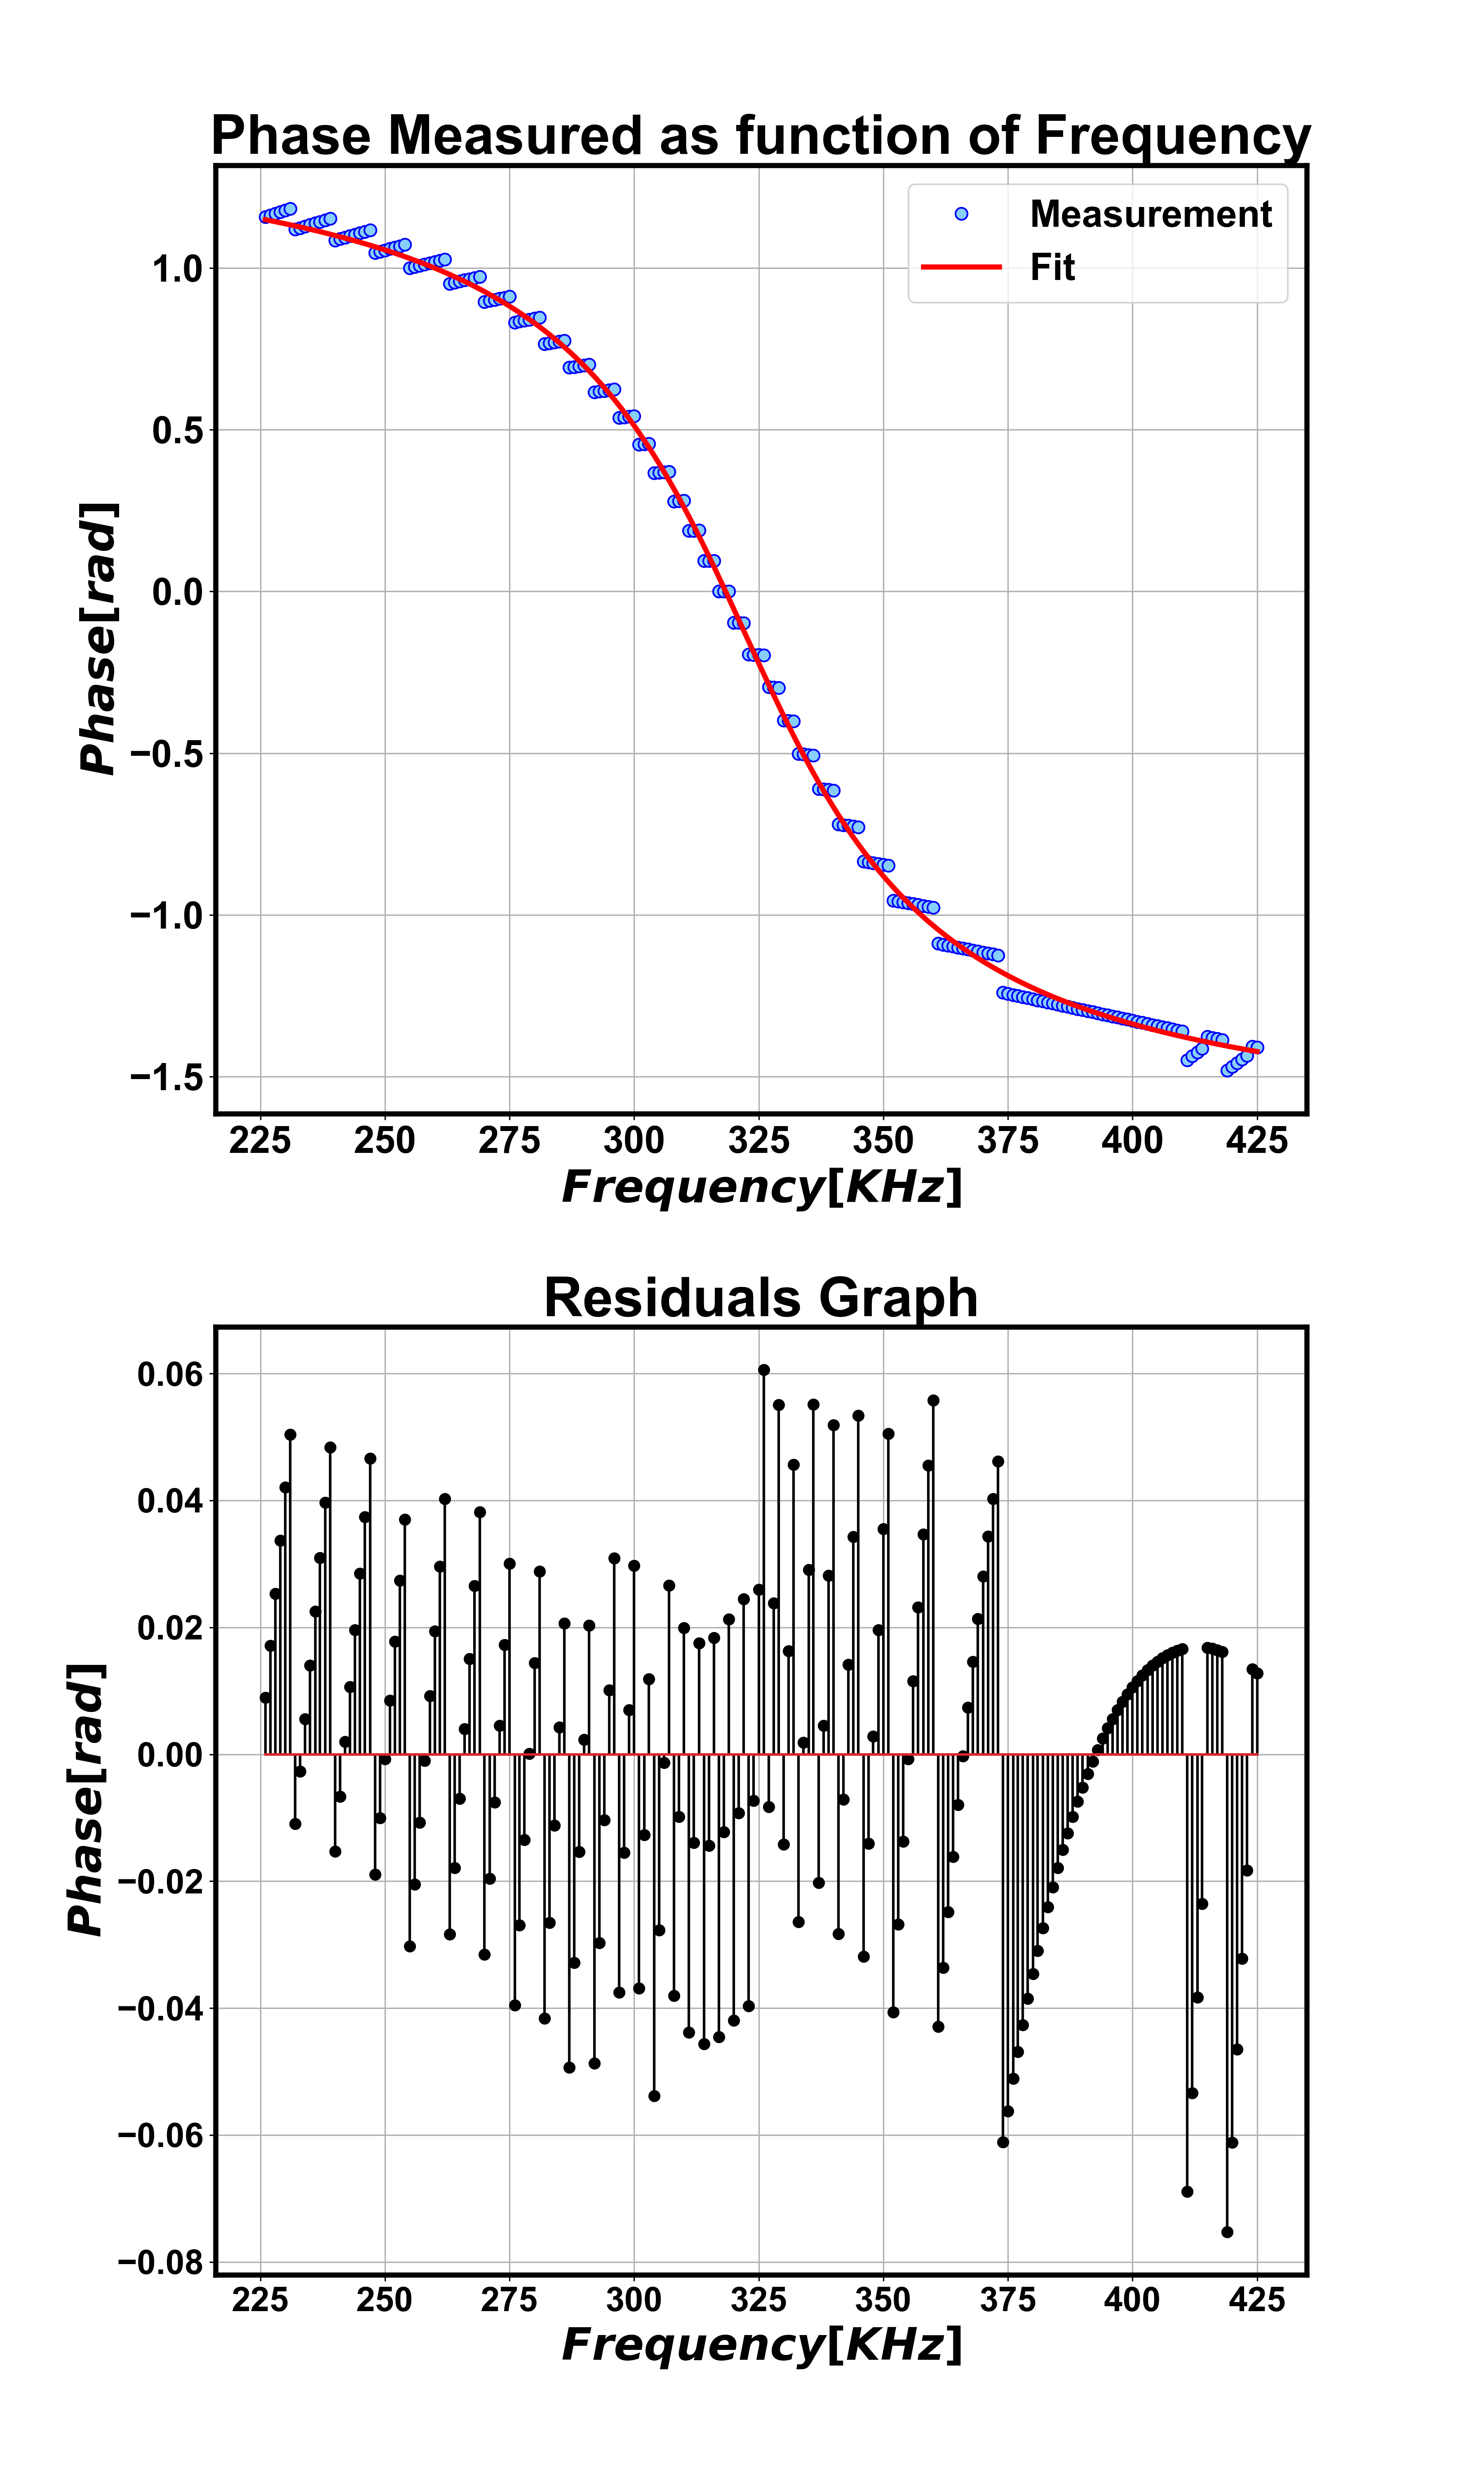 Phase Measured as function of Frequency
Measurement
Fit
1.0
0.5
0.0
−0.5
−1.0
−1.5
Phase[rad]
225 250 275 300 325 350 375 400 425
Frequency[KHz]
Residuals Graph
0.06
0.04
0.02
0.00
−0.02
−0.04
−0.06
−0.08
Phase[rad]
225 250 275 300 325 350 375 400 425
Frequency[KHz]